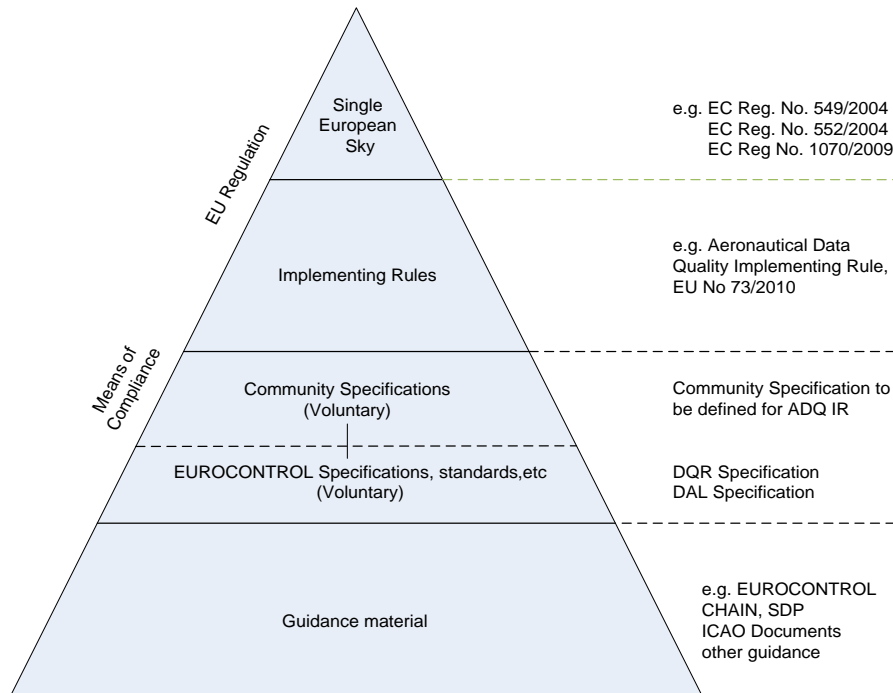 Single
European
Sky
e.g. EC Reg. No. 549/2004
EC Reg. No. 552/2004
EC Reg No. 1070/2009
EU Regulation
Implementing Rules
e.g. Aeronautical Data
Quality Implementing Rule,
EU No 73/2010
Means of
Compliance
Community Specifications
(Voluntary)
Community Specification to
be defined for ADQ IR
EUROCONTROL Specifications, standards,etc
(Voluntary)
DQR Specification
DAL Specification
Guidance material
e.g. EUROCONTROL
CHAIN, SDP
ICAO Documents
other guidance